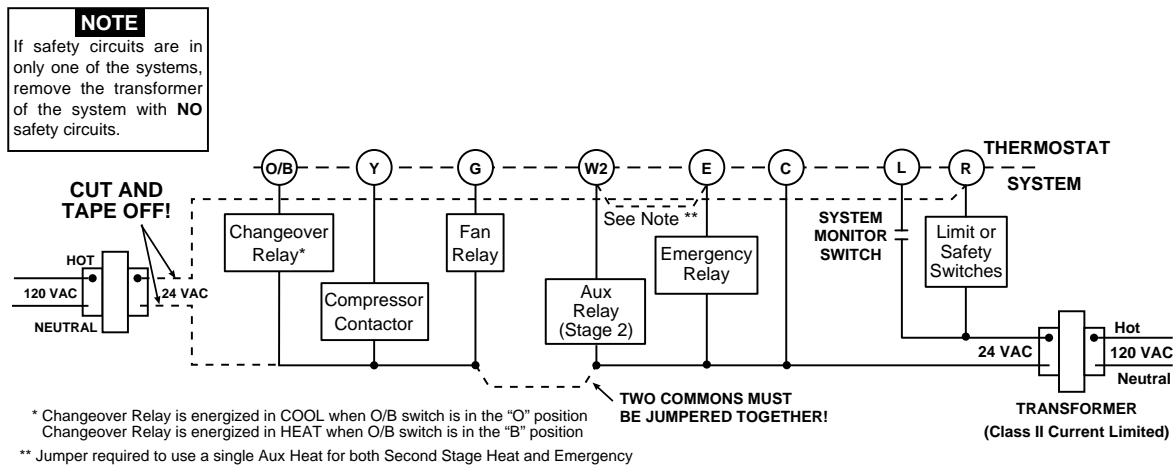 NOTE
If safety circuits are in
only one of the systems,
remove the transformer
of the system with NO
safety circuits.
O/B
Y
G
W2
E
C
L
R
THERMOSTAT
SYSTEM
CUT AND
TAPE OFF!
See Note **
Changeover
Relay*
Fan
Relay
SYSTEM
MONITOR
SWITCH
Limit or
Safety
Switches
Emergency
Relay
HOT
120 VAC
24 VAC
NEUTRAL
Compressor
Contactor
Aux
Relay
(Stage 2)
24 VAC
Hot
120 VAC
Neutral
TWO COMMONS MUST
BE JUMPERED TOGETHER!
TRANSFORMER
(Class II Current Limited)
* Changeover Relay is energized in COOL when O/B switch is in the “O” position
Changeover Relay is energized in HEAT when O/B switch is in the “B” position
** Jumper required to use a single Aux Heat for both Second Stage Heat and Emergency